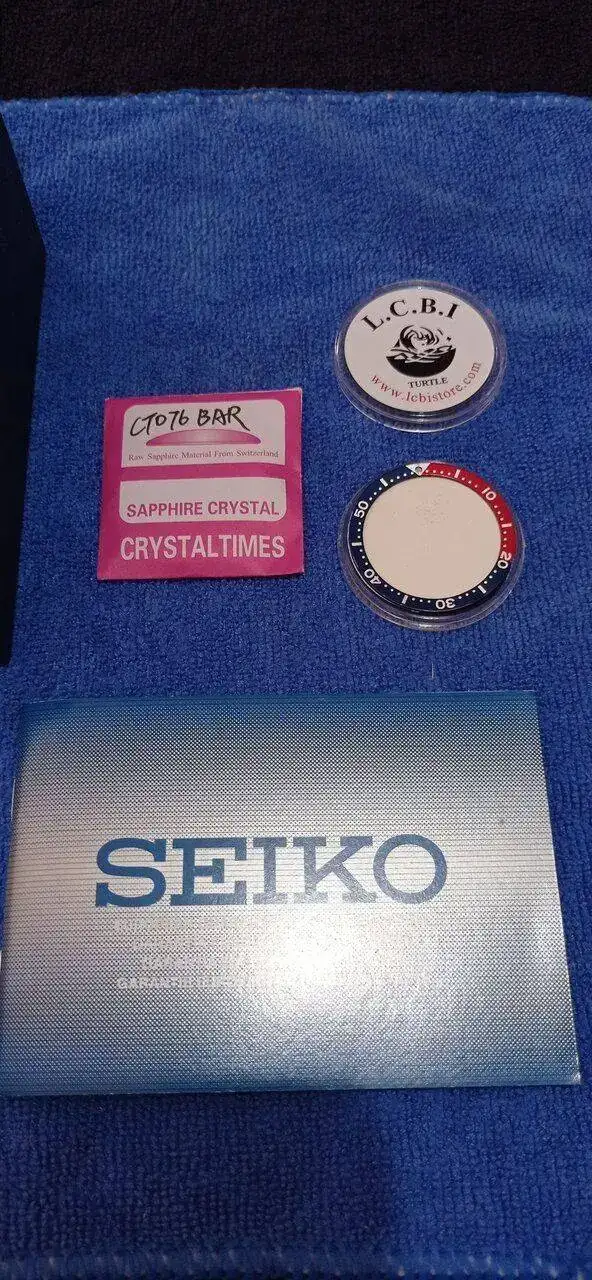 L.C.B.I
TURTLE
www.lcbistore.com
CT076 BAR
Raw Sapphire Material From Switzerland
SAPPHIRE CRYSTAL
CRYSTALTIMES
10
20
30
40
50
SEIKO